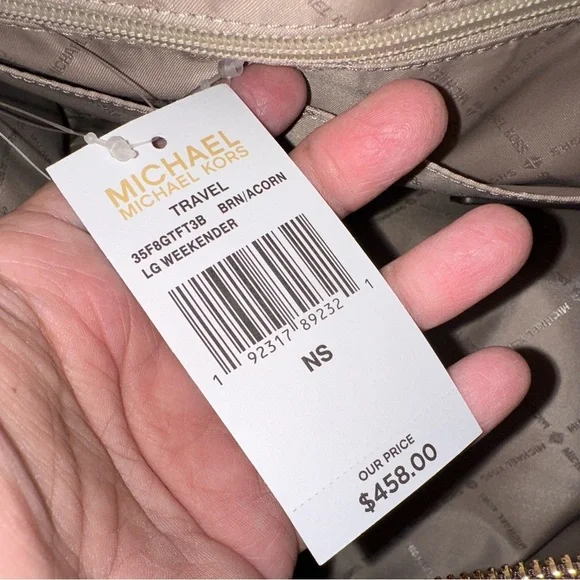 MICHAEL
MICHAEL KORS
TRAVEL
35F8GTFT3B BRN/ACORN
LG WEEKENDER
1 92317 89232 1
NS
OUR PRICE
$458.00